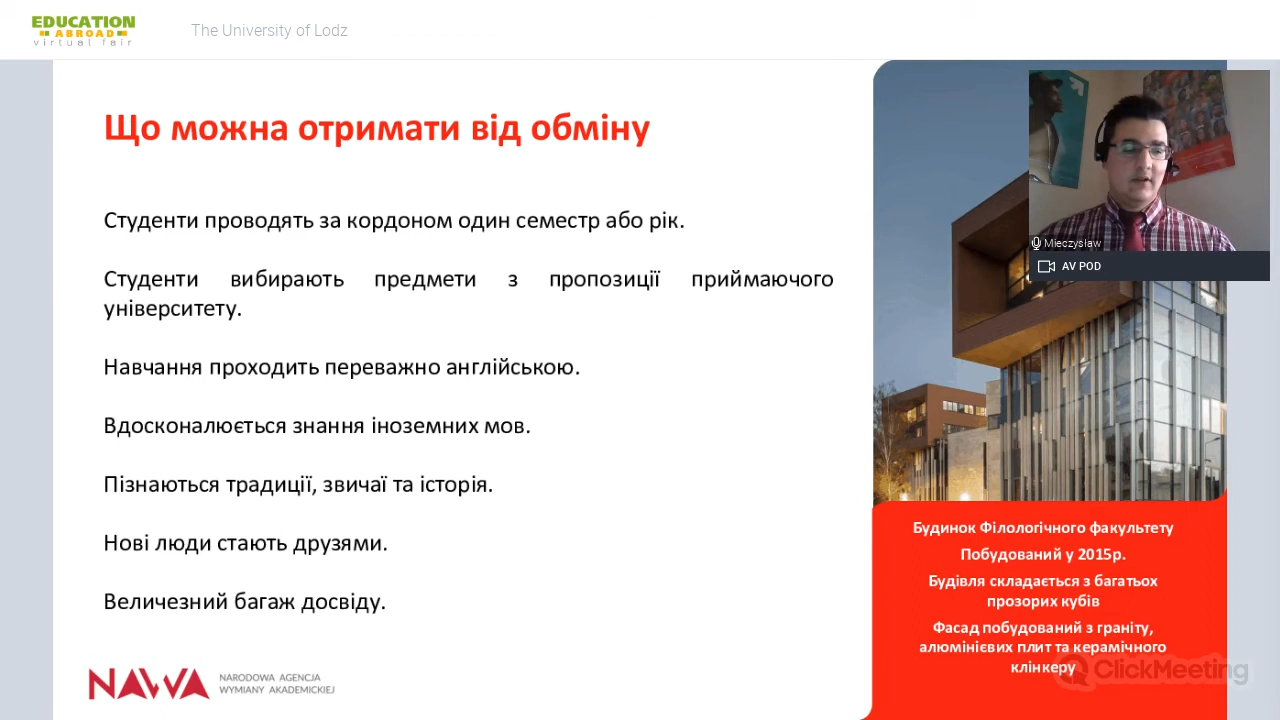 EDUCATION
ABROAD
virtual fair
The University of Lodz
Що можна отримати від обміну
Студенти проводять за кордоном один семестр або рік.
Студенти вибирають предмети з пропозиції приймаючого
університету.
Навчання проходить переважно англійською.
Вдосконалюється знання іноземних мов.
Пізнаються традиції, звичаї та історія.
Нові люди стають друзями.
Величезний багаж досвіду.
NAWA
NARODOWA AGENCJA
WYMIANY AKADEMICKIEJ
Mieczysław
AV POD
Будинок Філологічного факультету
Побудований у 2015р.
Будівля складається з багатьох
прозорих кубів
Фасад побудований з граніту,
алюмінієвих плит та керамічного
клінкеру
ClickMeeting